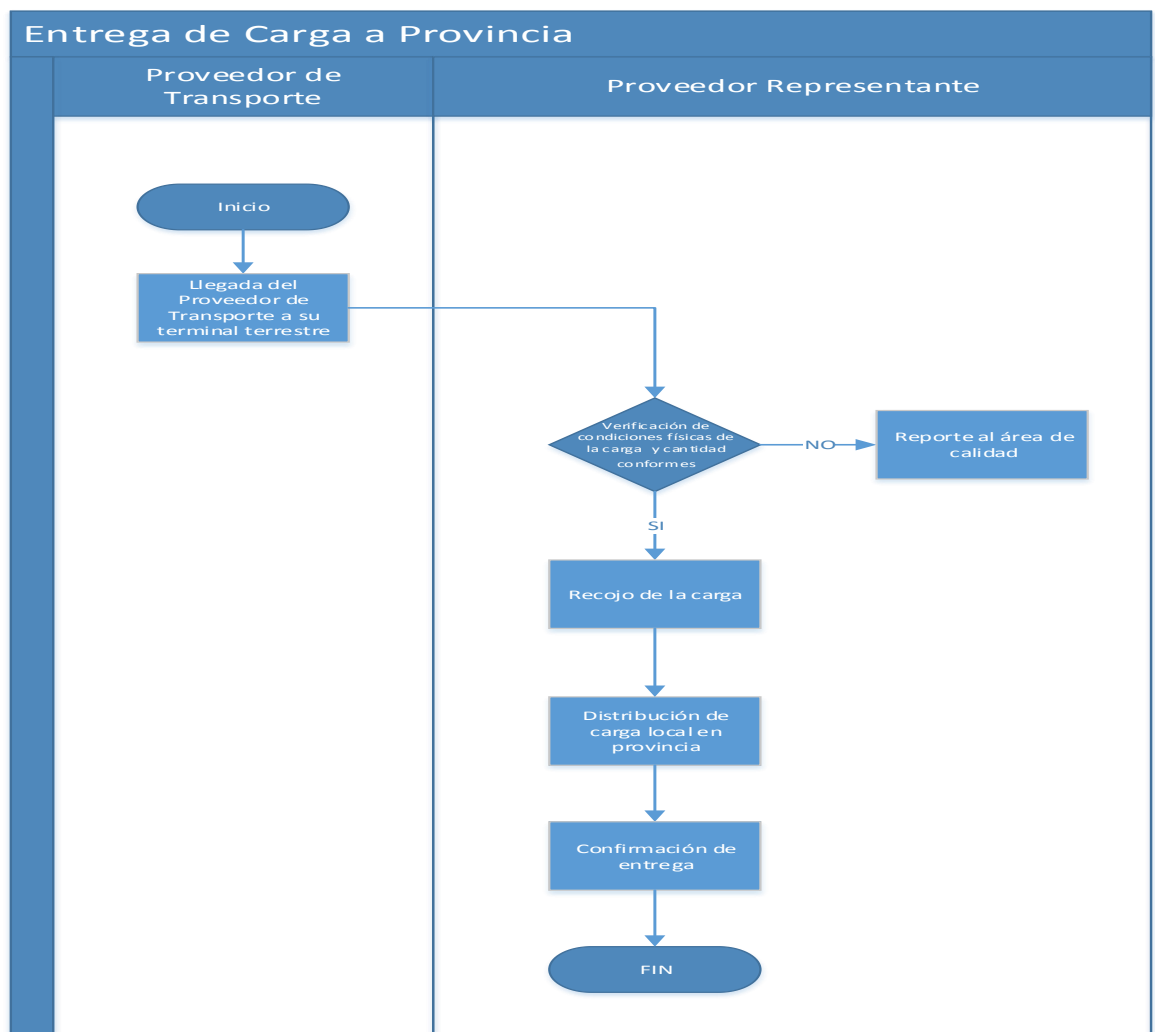 Entrega de Carga a Provincia
Proveedor de
Transporte
Proveedor Representante
Inicio
Llegada del
Proveedor de
Transporte a su
terminal terrestre
Verificación de
condiciones físicas de
la carga y cantidad
conformes
NO
Reporte al área de
calidad
SI
Recojo de la carga
Distribución de
carga local en
provincia
Confirmación de
entrega
FIN